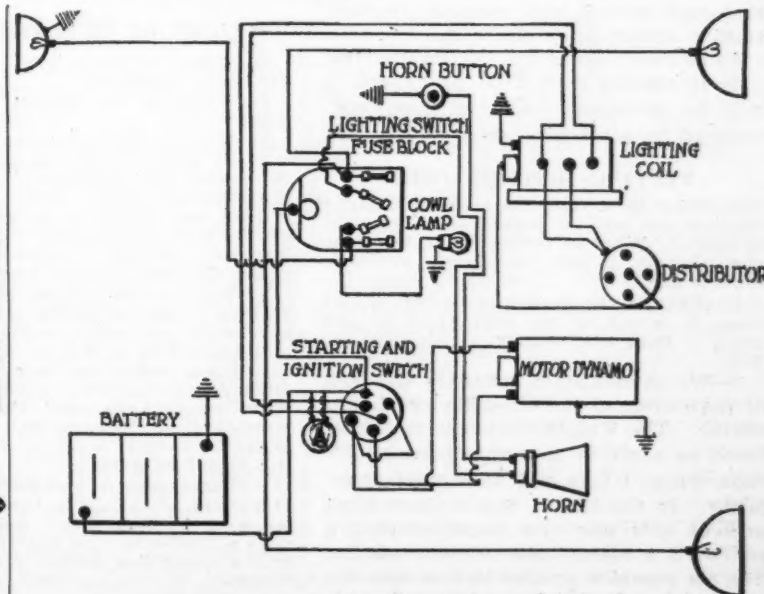 HORN BUTTON
LIGHTING SWITCH
FUSE BLOCK
LIGHTING
COIL
COWL
LAMP
DISTRIBUTOR
STARTING AND
IGNITION SWITCH
MOTOR DYNAMO
BATTERY
A
HORN